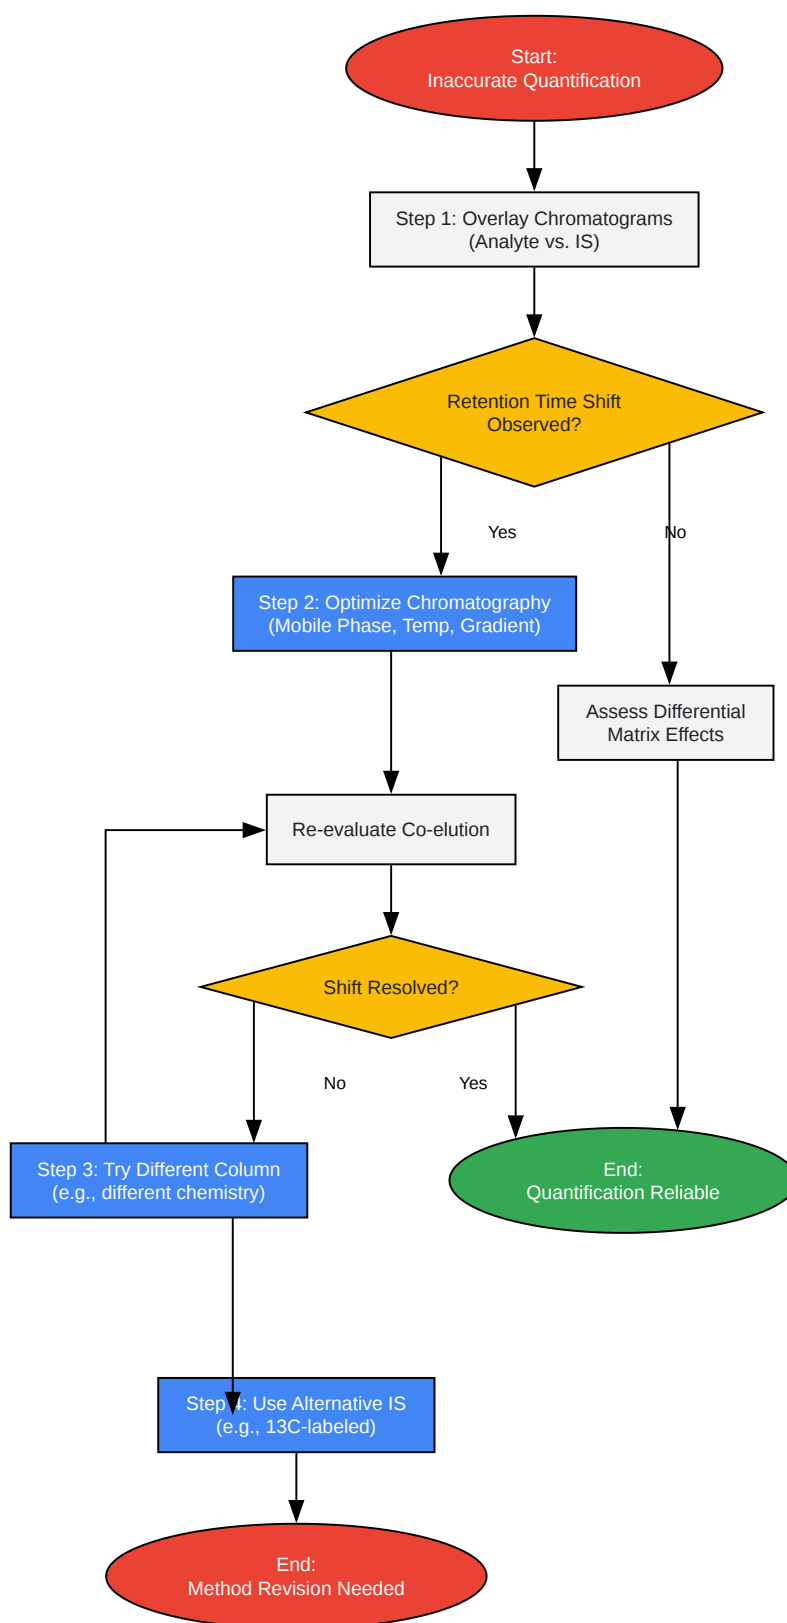 Start:
Inaccurate Quantification
Step 1: Overlay Chromatograms
(Analyte vs. IS)
Retention Time Shift
Observed?
Yes
No
Step 2: Optimize Chromatography
(Mobile Phase, Temp, Gradient)
Assess Differential
Matrix Effects
Re-evaluate Co-elution
Shift Resolved?
No
Yes
Step 3: Try Different Column
(e.g., different chemistry)
End:
Quantification Reliable
Step 4: Use Alternative IS
(e.g., 13C-labeled)
End:
Method Revision Needed